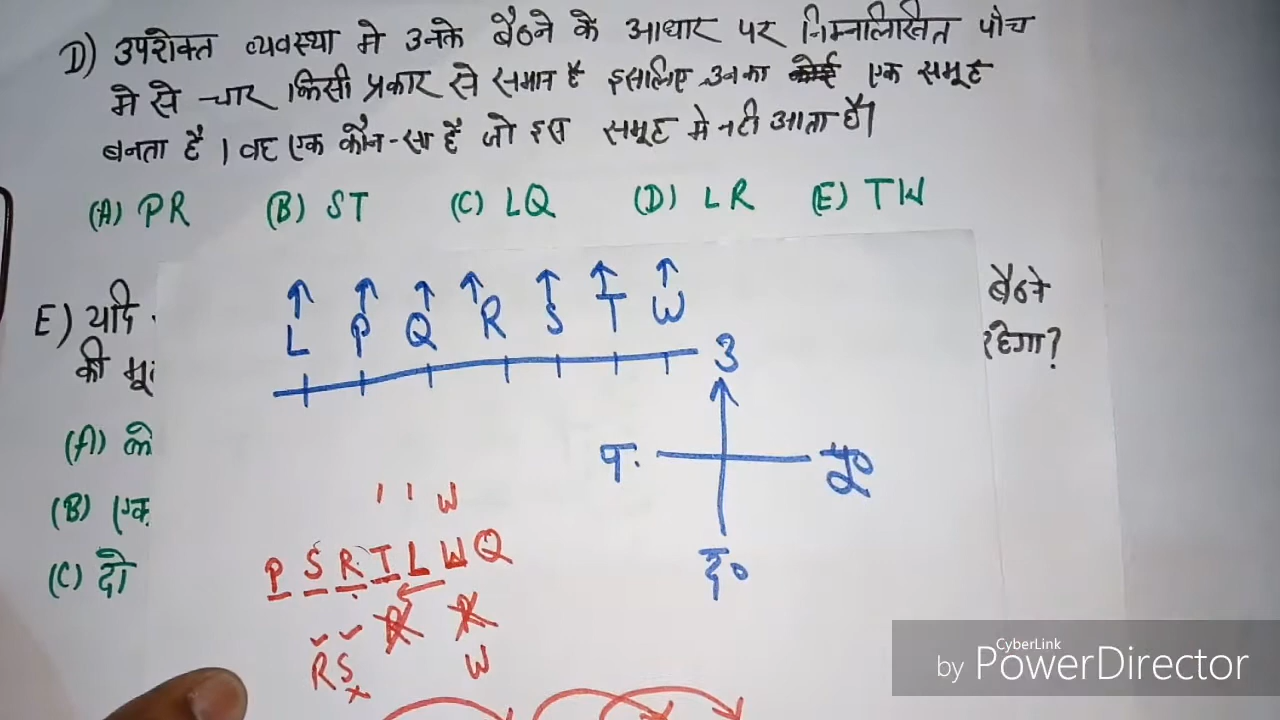 D) उपरोक्त व्यवस्था मे उनके बैठने के आधार पर निम्नलिखित पाँच
मे से चार किसी प्रकार से समान है इसलिए उनका कोई एक समूह
बनता है । वह एक कौन-सा है जो इस समूह मे नही आता है।
(A) PR (B) ST (C) LQ (D) LR (E) TW
E) यदि बैठने
की रहेगा?
L P Q R S T W
उ
प. पू०
द०
(A)
(B)
(C) दो
W
P S R T L W Q
R R
R S W
CyberLink
by PowerDirector